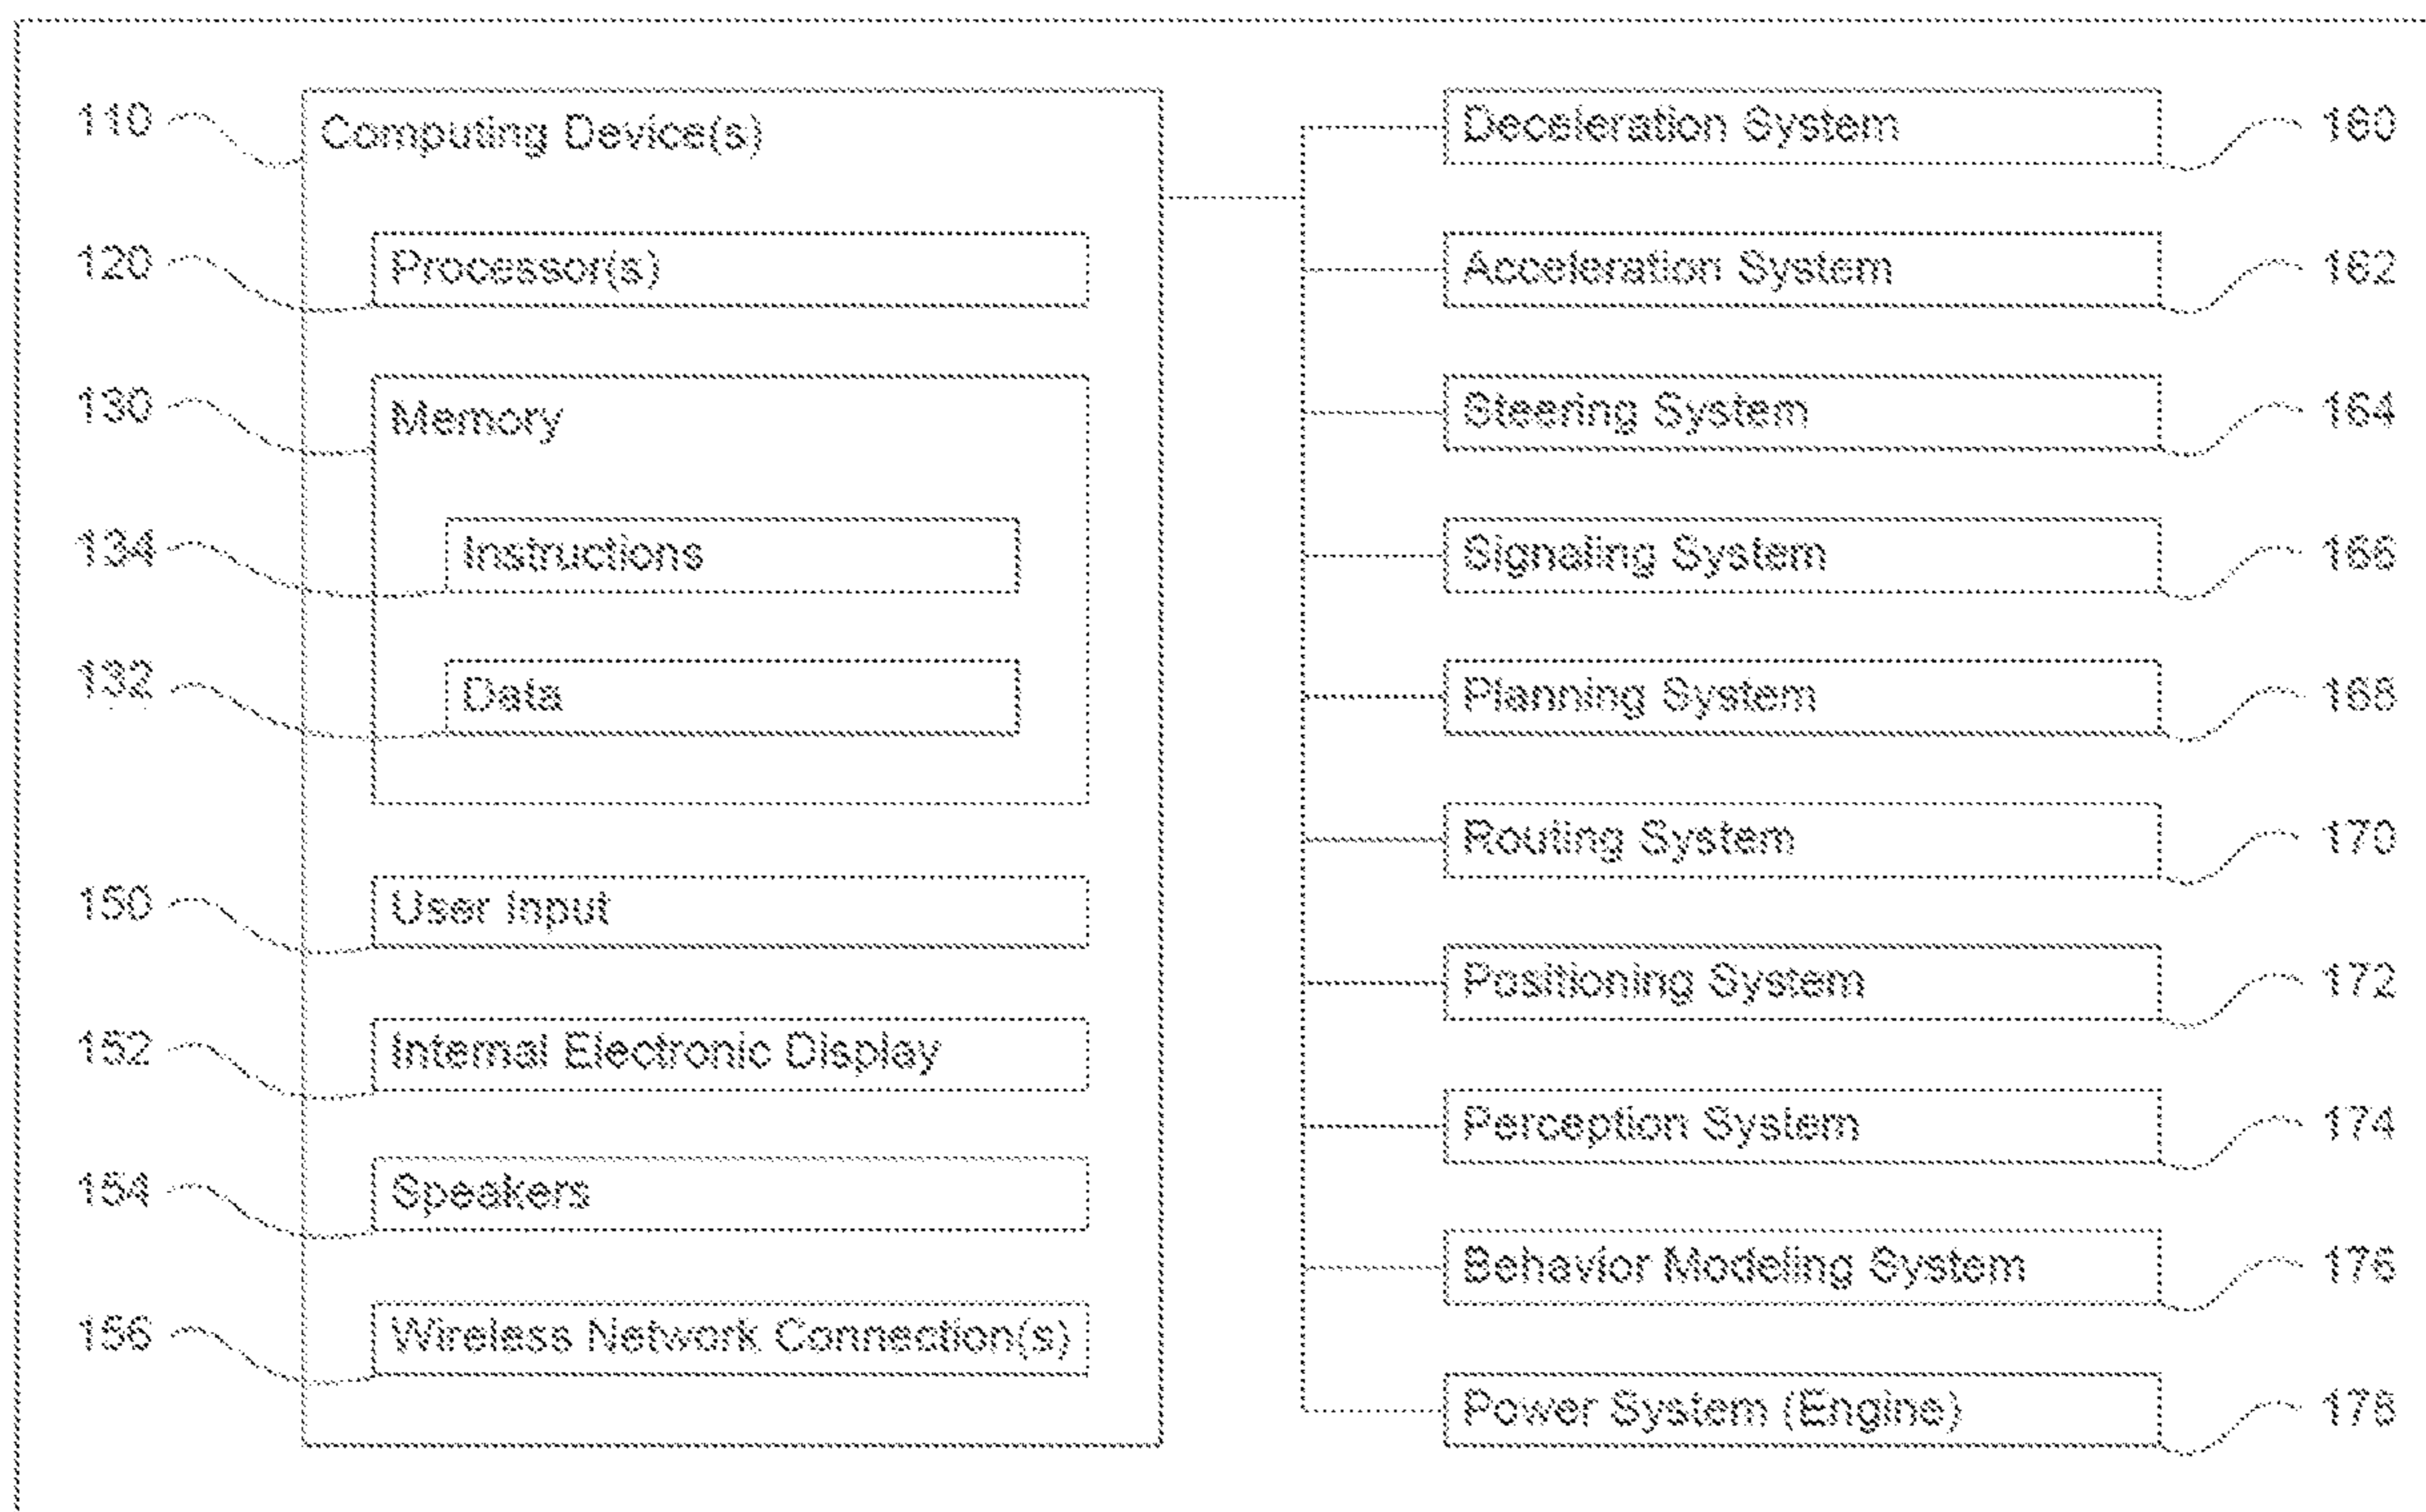 110 Computing Device(s)
120 Processor(s)
130 Memory
134 Instructions
132 Data
150 User Input
152 Internal Electronic Display
154 Speakers
156 Wireless Network Connection(s)
Deceleration System 160
Acceleration System 162
Steering System 164
Signaling System 166
Planning System 168
Routing System 170
Positioning System 172
Perception System 174
Behavior Modeling System 176
Power System (Engine) 178